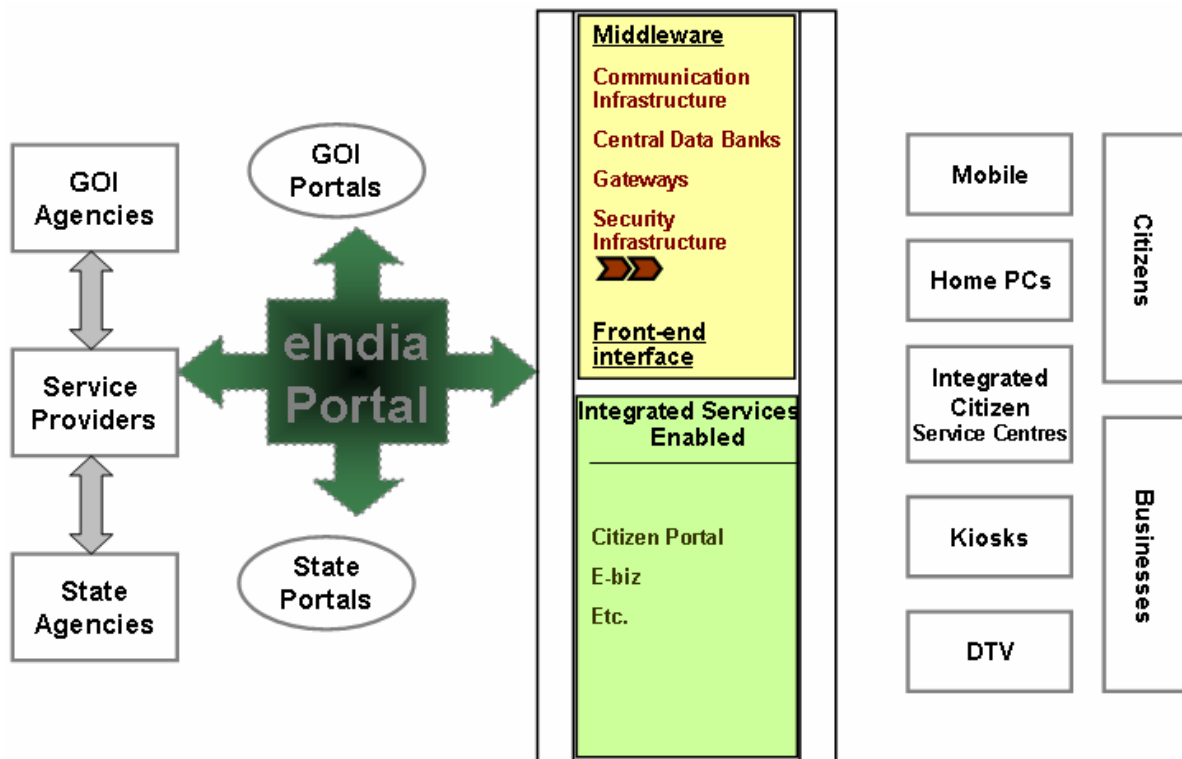 GOI
Agencies
Service
Providers
State
Agencies
GOI
Portals
eIndia
Portal
State
Portals
Middleware
Communication
Infrastructure
Central Data Banks
Gateways
Security
Infrastructure
Front-end
interface
Integrated Services
Enabled
Citizen Portal
E-biz
Etc.
Mobile
Home PCs
Integrated
Citizen
Service Centres
Kiosks
DTV
Citizens
Businesses